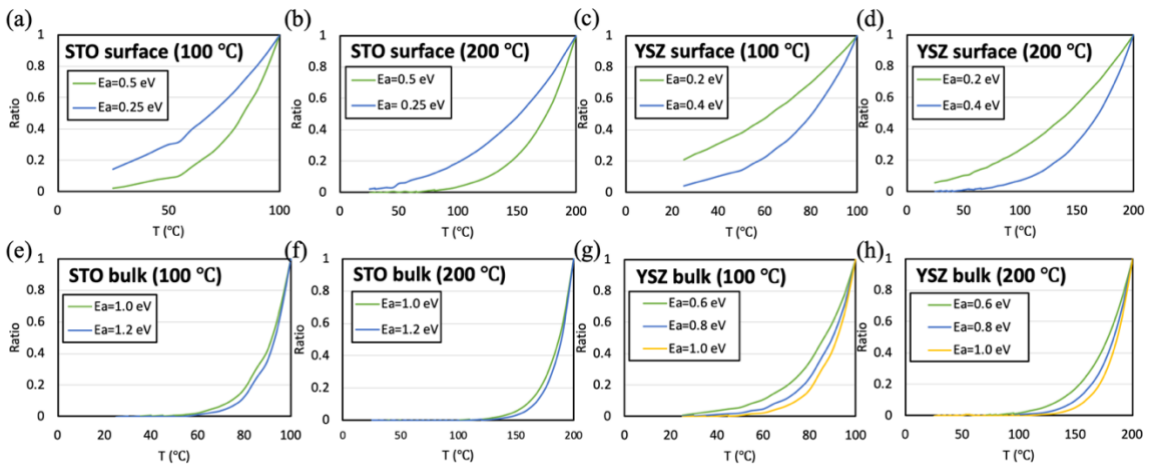 (a)
STO surface (100 ℃)
Ea=0.5 eV
Ea=0.25 eV
Ratio
1
0.8
0.6
0.4
0.2
0
0 50 100
T (℃)
(b)
STO surface (200 ℃)
Ea=0.5 eV
Ea= 0.25 eV
Ratio
1
0.8
0.6
0.4
0.2
0
0 50 100 150 200
T (℃)
(c)
YSZ surface (100 ℃)
Ea=0.2 eV
Ea=0.4 eV
Ratio
1
0.8
0.6
0.4
0.2
0
0 20 40 60 80 100
T (℃)
(d)
YSZ surface (200 ℃)
Ea=0.2 eV
Ea=0.4 eV
Ratio
1
0.8
0.6
0.4
0.2
0
0 50 100 150 200
T (℃)
(e)
STO bulk (100 ℃)
Ea=1.0 eV
Ea=1.2 eV
Ratio
1
0.8
0.6
0.4
0.2
0
0 20 40 60 80 100
T (℃)
(f)
STO bulk (200 ℃)
Ea=1.0 eV
Ea=1.2 eV
Ratio
1
0.8
0.6
0.4
0.2
0
0 50 100 150 200
T (℃)
(g)
YSZ bulk (100 ℃)
Ea=0.6 eV
Ea=0.8 eV
Ea=1.0 eV
Ratio
1
0.8
0.6
0.4
0.2
0
0 20 40 60 80 100
T (℃)
(h)
YSZ bulk (200 ℃)
Ea=0.6 eV
Ea=0.8 eV
Ea=1.0 eV
Ratio
1
0.8
0.6
0.4
0.2
0
0 50 100 150 200
T (℃)